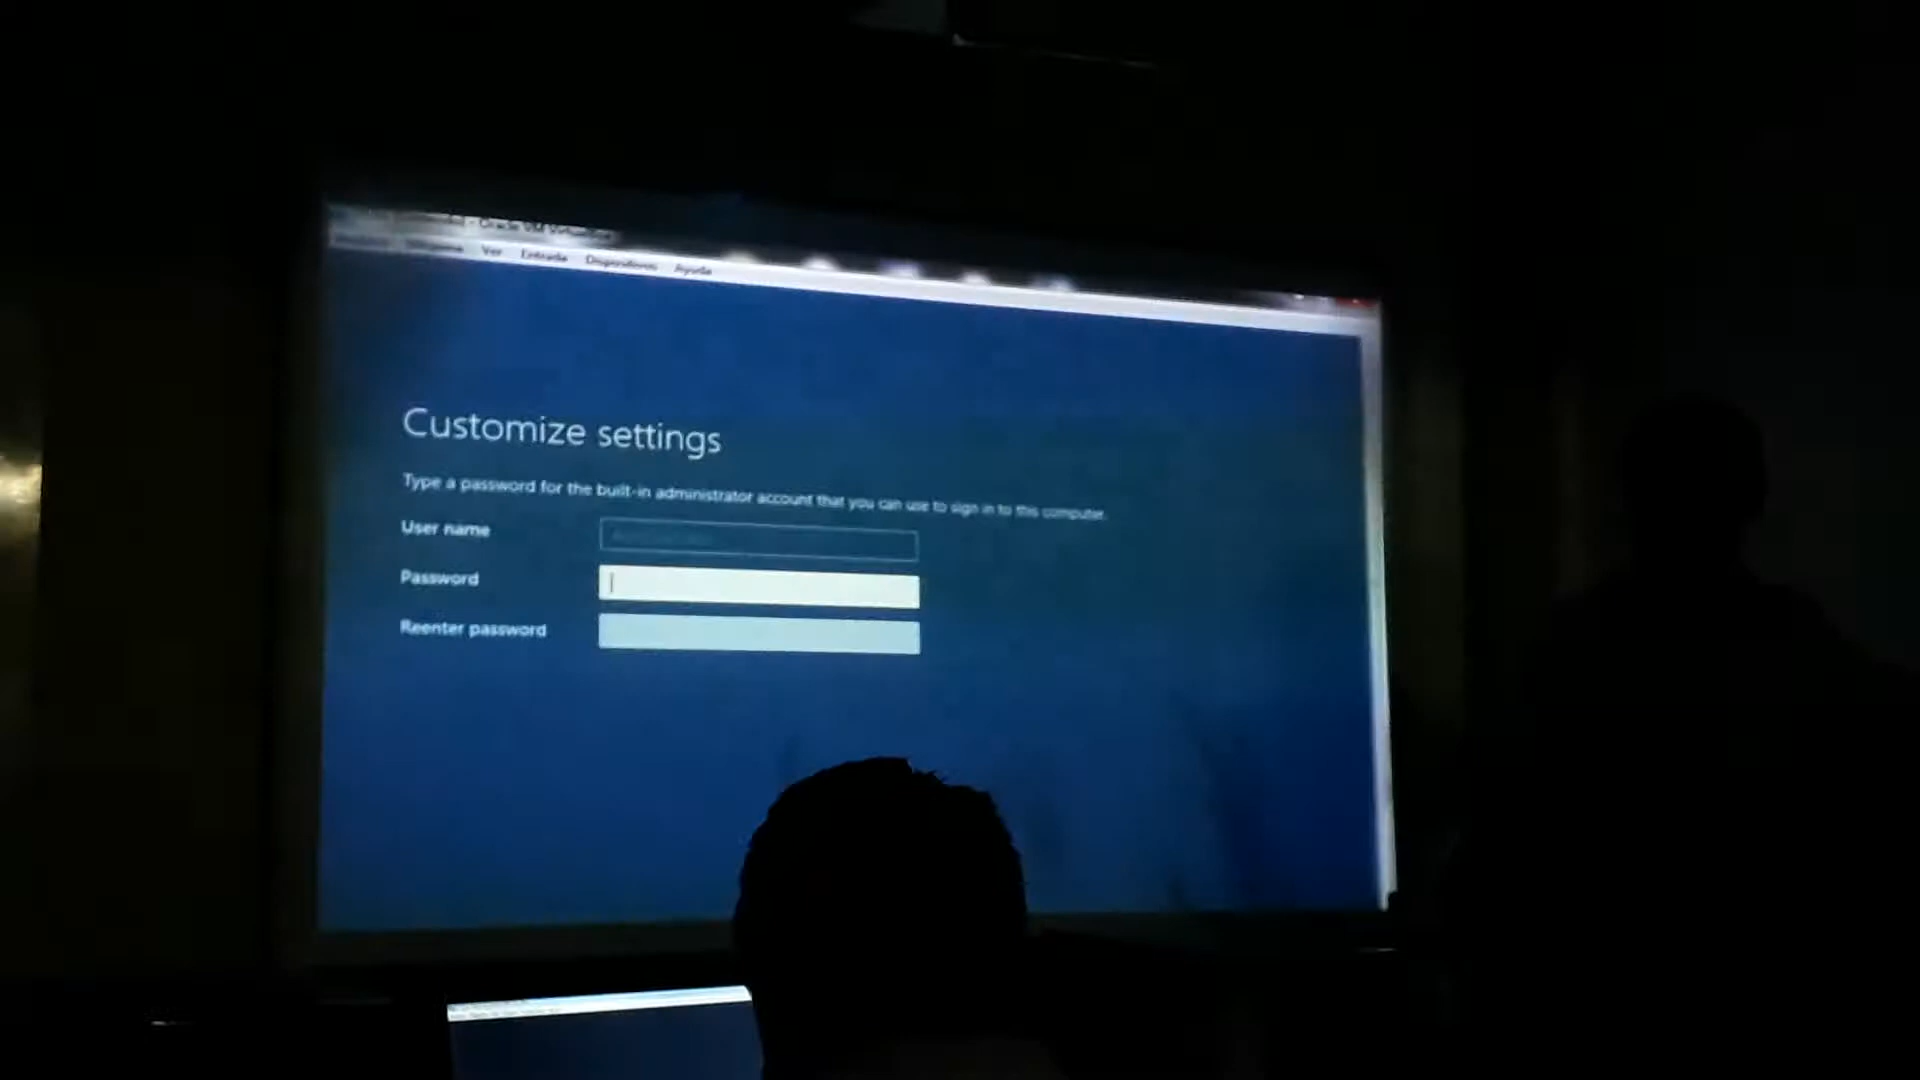 - Oracle VM VirtualBox
Máquina Ver Entrada Dispositivos Ayuda
Customize settings
Type a password for the built-in administrator account that you can use to sign in to this computer.
User name
Password
Reenter password